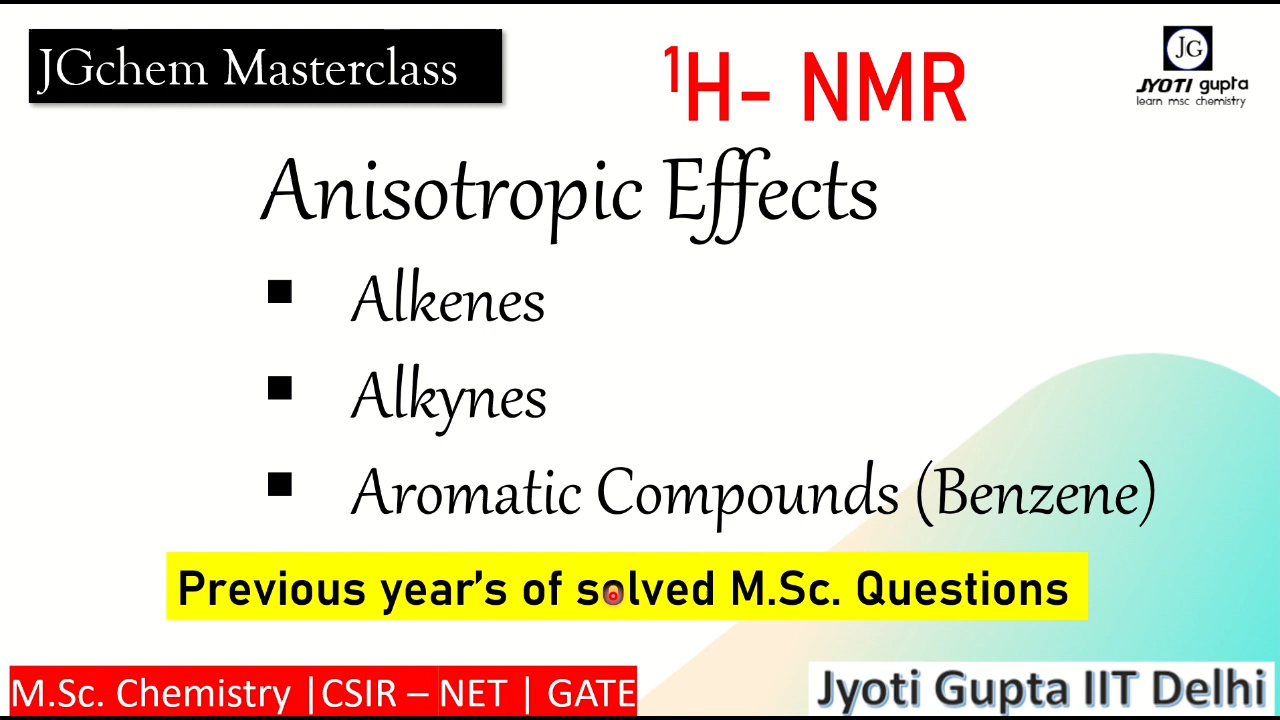 JGchem Masterclass
¹H- NMR
JG
JYOTI gupta
learn msc chemistry
Anisotropic Effects
▪ Alkenes
▪ Alkynes
▪ Aromatic Compounds (Benzene)
Previous year's of solved M.Sc. Questions
M.Sc. Chemistry |CSIR – NET | GATE
Jyoti Gupta IIT Delhi